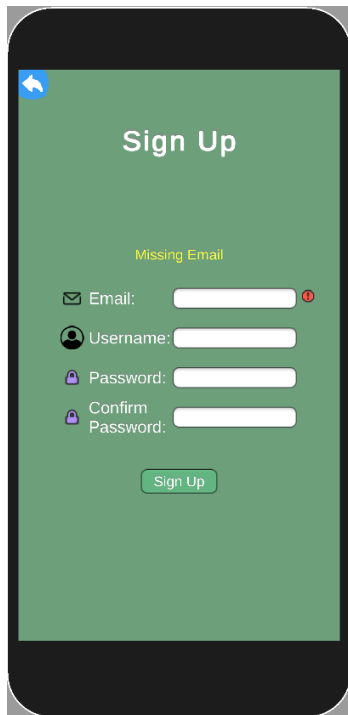 Sign Up
Missing Email
Email:
Username:
Password:
Confirm
Password:
Sign Up